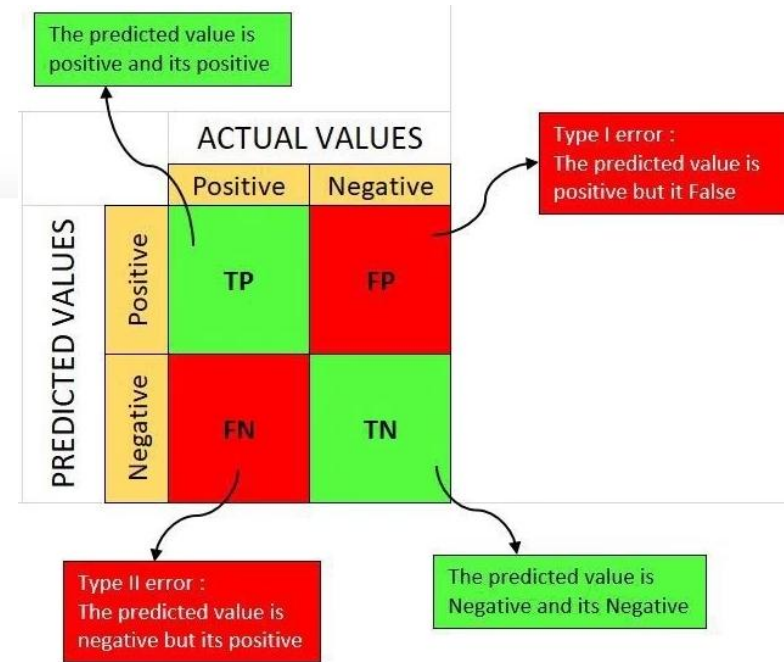 The predicted value is
positive and its positive
ACTUAL VALUES
Positive
Negative
Type I error :
The predicted value is
positive but it False
PREDICTED VALUES
Positive
TP
FP
Negative
FN
TN
Type II error :
The predicted value is
negative but its positive
The predicted value is
Negative and its Negative